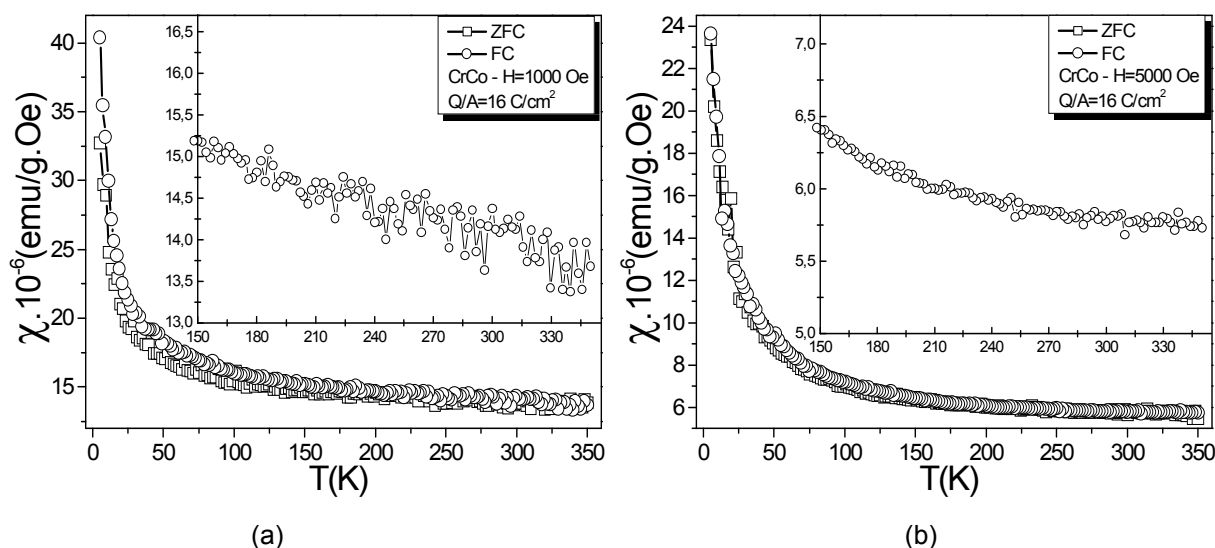 ZFC
FC
CrCo - H=1000 Oe
Q/A=16 C/cm²
16,5
16,0
15,5
15,0
14,5
14,0
13,5
13,0
150 180 210 240 270 300 330
40
35
30
25
20
15
χ.10⁻⁶(emu/g.Oe)
0 50 100 150 200 250 300 350
T(K)
(a)
ZFC
FC
CrCo - H=5000 Oe
Q/A=16 C/cm²
7,0
6,5
6,0
5,5
5,0
150 180 210 240 270 300 330
24
22
20
18
16
14
12
10
8
6
χ.10⁻⁶(emu/g.Oe)
0 50 100 150 200 250 300 350
T(K)
(b)